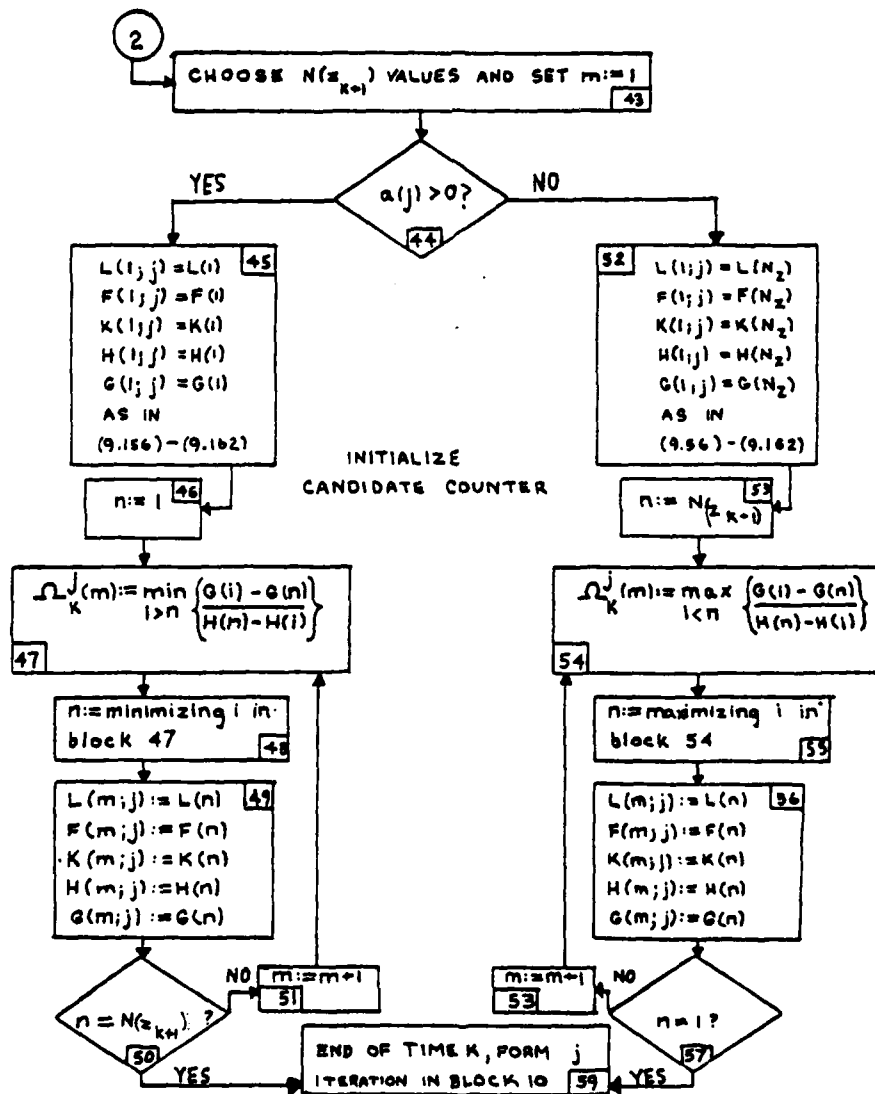 2
CHOOSE N(z_{k+1}) VALUES AND SET m:=1
43
YES
a(j)>0?
NO
44
L(1;j)=L(1)
45
F(1;j)=F(1)
K(1;j)=K(1)
H(1;j)=H(1)
G(1;j)=G(1)
AS IN
(9.156)-(9.162)
52
L(1;j)=L(N_z)
F(1;j)=F(N_z)
K(1;j)=K(N_z)
H(1;j)=H(N_z)
G(1;j)=G(N_z)
AS IN
(9.56)-(9.162)
INITIALIZE
CANDIDATE COUNTER
n:=1
46
n:=N(z_{k+1})
53
Ω_K^j(m):=min_{i>n} {G(i)-G(n) / H(n)-H(i)}
47
Ω_K^j(m):=max_{i<n} {G(i)-G(n) / H(n)-H(i)}
54
n:=minimizing i in
block 47
48
n:=maximizing i in
block 54
55
L(m;j):=L(n)
49
F(m;j):=F(n)
K(m;j):=K(n)
H(m;j):=H(n)
G(m;j):=G(n)
L(m;j):=L(n)
56
F(m;j):=F(n)
K(m;j):=K(n)
H(m;j):=H(n)
G(m;j):=G(n)
n=N(z_{k+1})?
50
NO
m:=m+1
51
YES
m:=m+1
53
NO
n=1?
57
YES
END OF TIME K, FORM j
ITERATION IN BLOCK 10
59